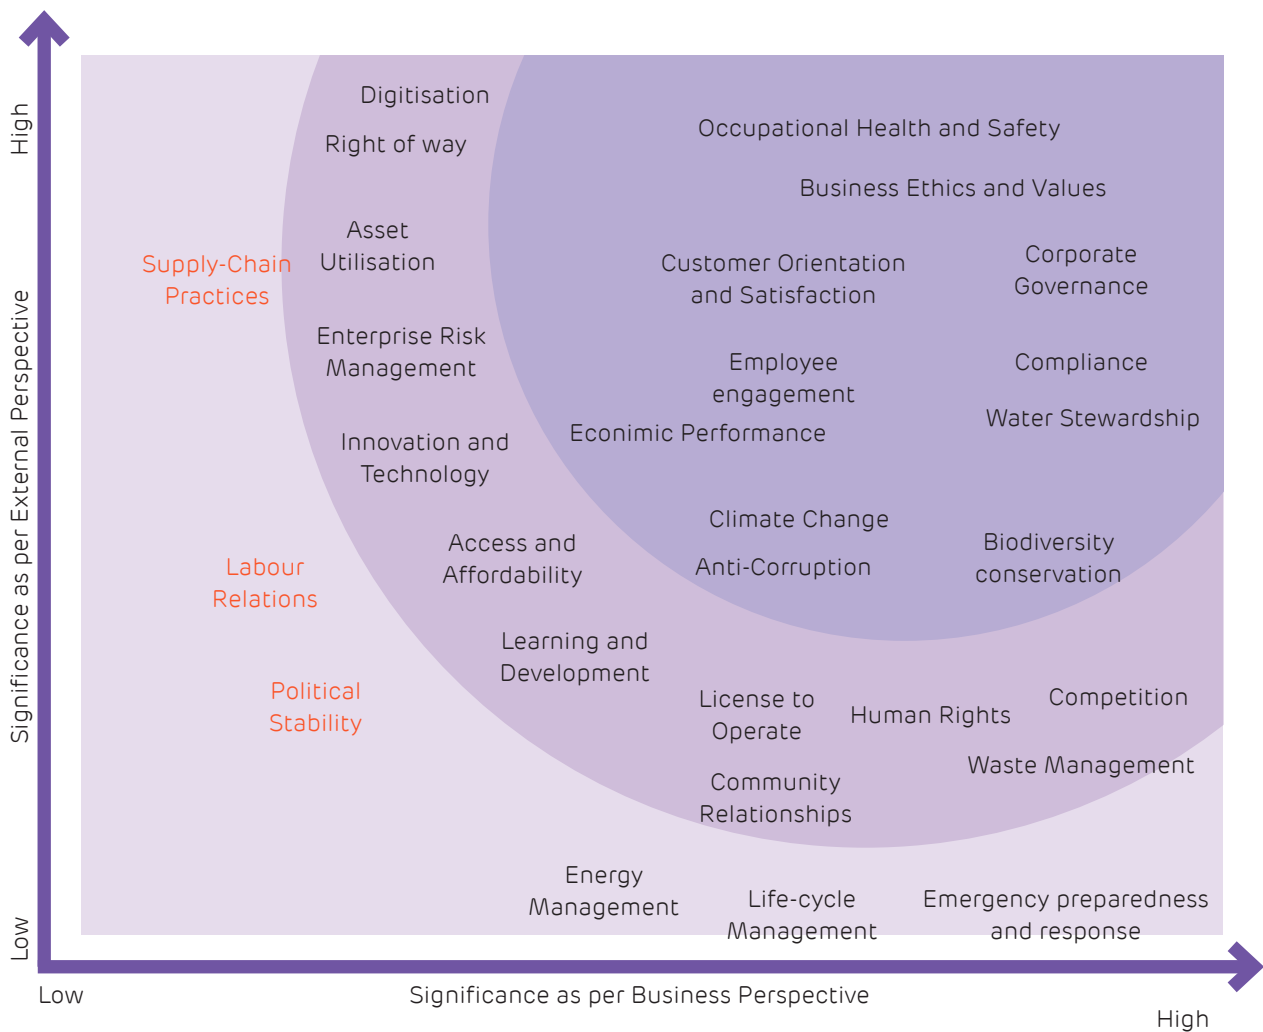 High
Digitisation
Right of way
Occupational Health and Safety
Business Ethics and Values
Asset
Utilisation
Supply-Chain
Practices
Customer Orientation
and Satisfaction
Corporate
Governance
Enterprise Risk
Management
Employee
engagement
Compliance
Water Stewardship
Econimic Performance
Innovation and
Technology
Significance as per External Perspective
Climate Change
Access and
Affordability
Anti-Corruption
Biodiversity
conservation
Labour
Relations
Learning and
Development
Political
Stability
License to
Operate
Human Rights
Competition
Waste Management
Community
Relationships
Energy
Management
Life-cycle
Management
Emergency preparedness
and response
Low
Low
Significance as per Business Perspective
High